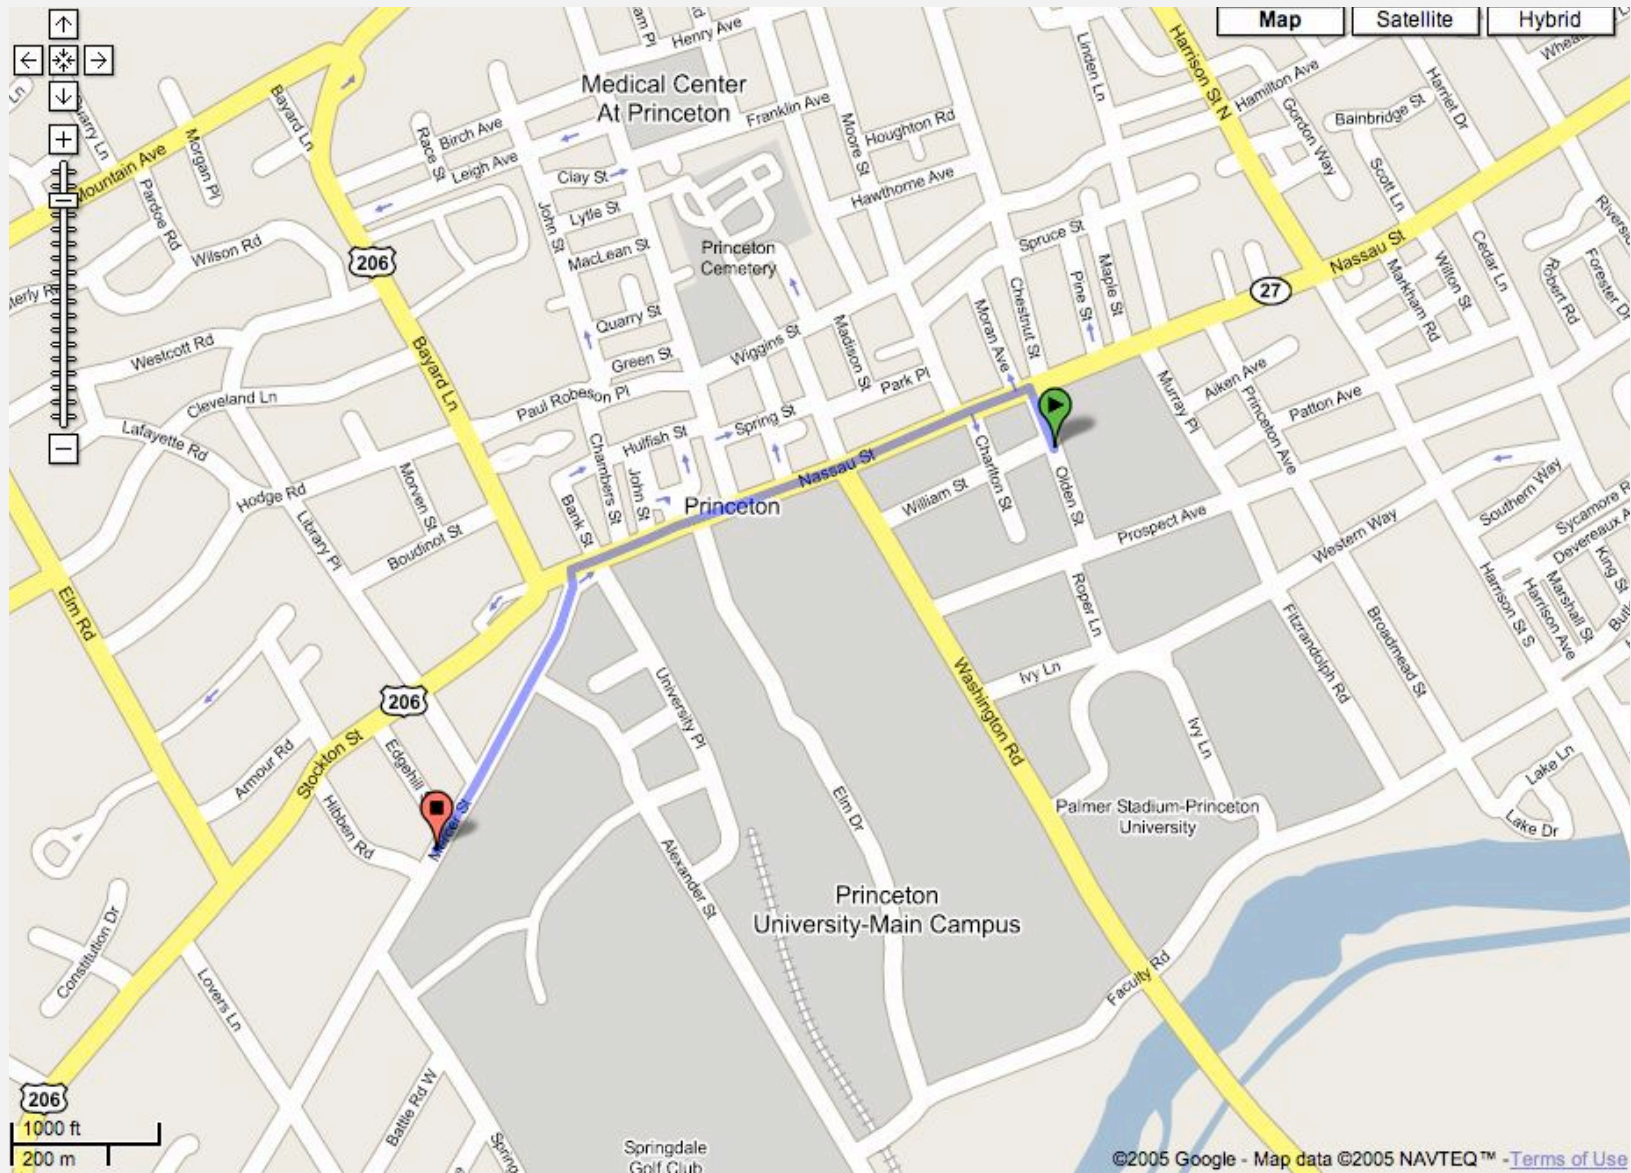 Map
Satellite
Hybrid
Henry Ave
Linden Ln
Harrison St N
Hamilton Ave
Harriet Dr
Medical Center
At Princeton
Franklin Ave
Gordon Way
Bainbridge St
Bayard Ln
Morgan Pl
Race St
Birch Ave
Leigh Ave
Moore St
Houghton Rd
Mountain Ave
Pardoe Rd
Wilson Rd
Clay St
Lytle St
MacLean St
John St
Hawthorne Ave
Scott Ln
Princeton
Cemetery
Spruce St
Nassau St
206
27
Chestnut St
Pine St
Maple St
Moran Ave
Markham Rd
Wilton St
Cedar Ln
Robert Rd
Forester Dr
Quarry St
Green St
Wiggins St
Madison St
Westcott Rd
Bayard Ln
Cleveland Ln
Paul Robeson Pl
Park Pl
Spring St
Murray Pl
Aiken Ave
Princeton Ave
Patton Ave
Lafayette Rd
Hodge Rd
Morven St
Chambers St
Hulfish St
John St
Bank St
Nassau St
Princeton
Charlton St
William St
Olden St
Prospect Ave
Western Way
Southern Way
Sycamore R
Devereaux A
King St
Library Pl
Boudinot St
Elm Rd
Roper Ln
Harrison St S
Harrison Ave
Marshall St
Fitzrandolph Rd
Broadmead St
Ivy Ln
Washington Rd
University Pl
206
Stockton St
Armour Rd
Edgehill
Hibben Rd
Mercer St
Ivy Ln
Elm Dr
Palmer Stadium-Princeton
University
Lake Ln
Lake Dr
Alexander St
Princeton
University-Main Campus
Constitution Dr
Lovers Ln
Faculty Rd
206
Battle Rd W
Spring
1000 ft
200 m
Springdale
Golf Club
©2005 Google - Map data ©2005 NAVTEQ™ - Terms of Use